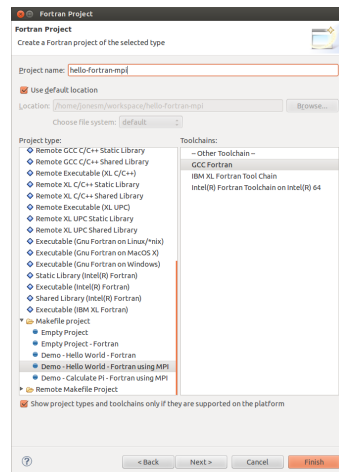 Fortran Project
Fortran Project
Create a Fortran project of the selected type
Project name: hello-fortran-mpi
Use default location
Location: /home/jonesm/workspace/hello-fortran-mpi Browse...
Choose file system: default
Project type:
Remote GCC C/C++ Static Library
Remote GCC C/C++ Shared Library
Remote Executable (XL C/C++)
Remote XL C/C++ Static Library
Remote XL C/C++ Shared Library
Remote Executable (XL UPC)
Remote XL UPC Static Library
Remote XL UPC Shared Library
Executable (Gnu Fortran on Linux/*nix)
Executable (Gnu Fortran on MacOS X)
Executable (Gnu Fortran on Windows)
Static Library (Intel(R) Fortran)
Executable (Intel(R) Fortran)
Shared Library (Intel(R) Fortran)
Executable (IBM XL Fortran)
Makefile project
Empty Project
Empty Project - Fortran
Demo - Hello World - Fortran
Demo - Hello World - Fortran using MPI
Demo - Calculate Pi - Fortran using MPI
Remote Makefile Project
Toolchains:
-- Other Toolchain --
GCC Fortran
IBM XL Fortran Tool Chain
Intel(R) Fortran Toolchain on Intel(R) 64
Show project types and toolchains only if they are supported on the platform
? < Back Next > Cancel Finish